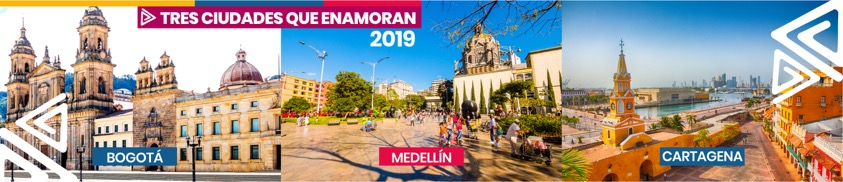 TRES CIUDADES QUE ENAMORAN
2019
BOGOTÁ
MEDELLÍN
CARTAGENA